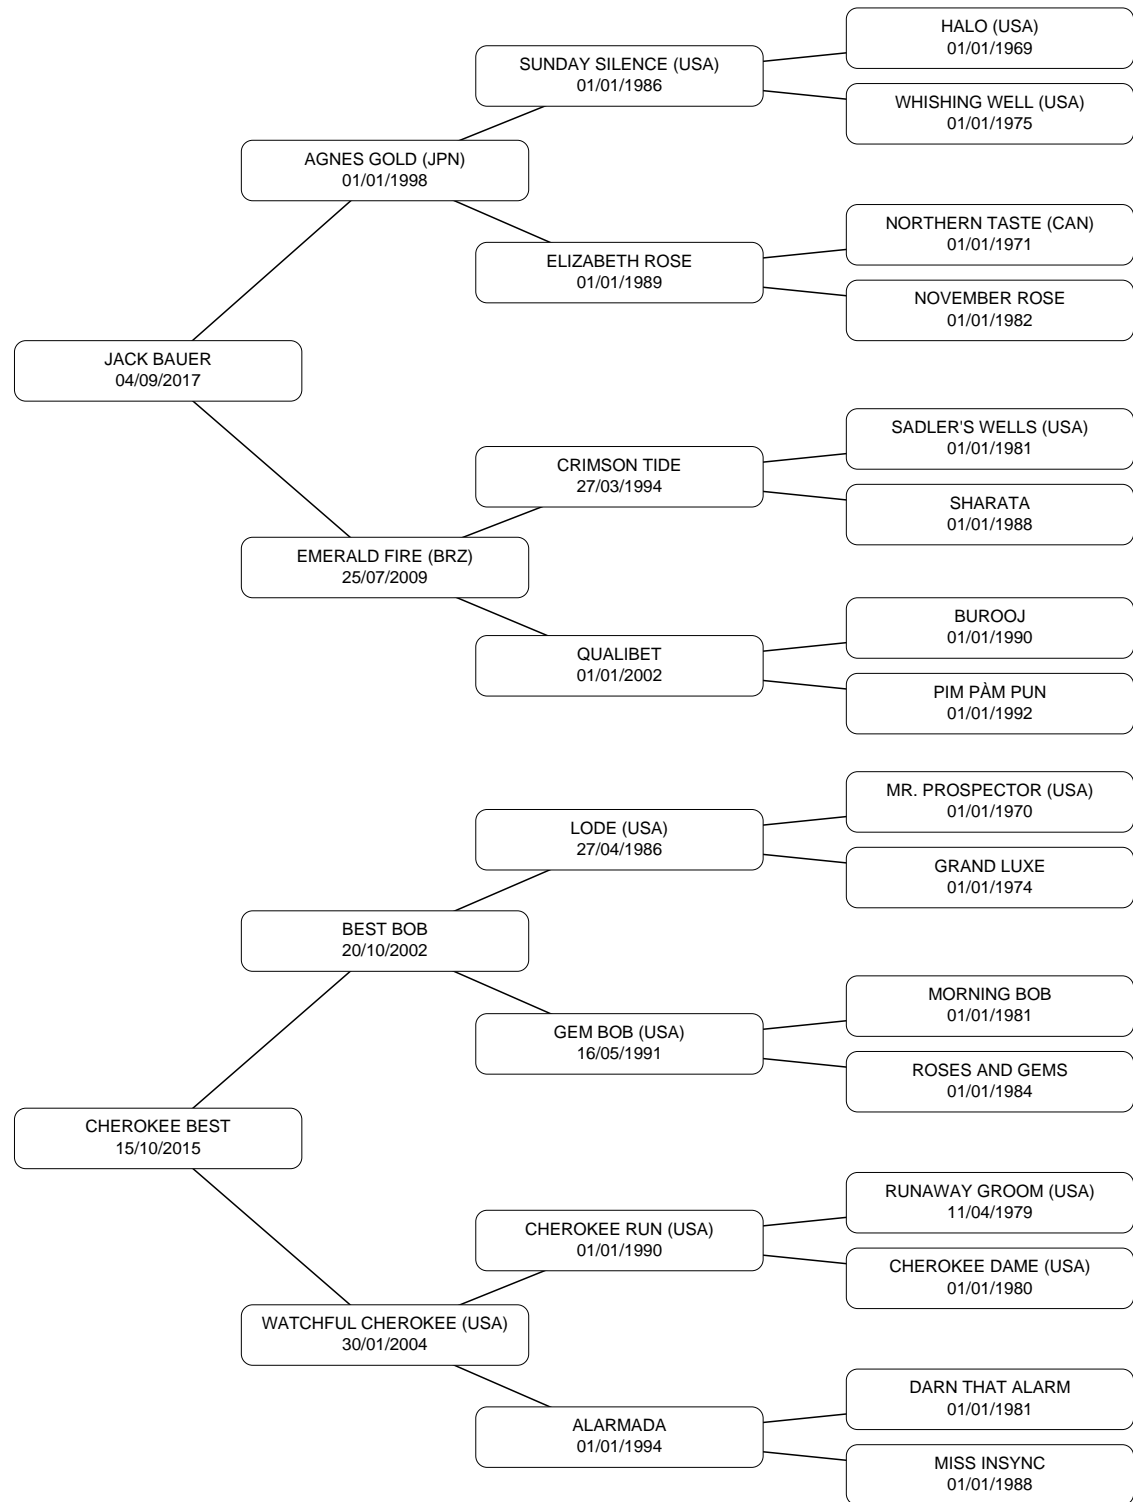 HALO (USA)
01/01/1969
SUNDAY SILENCE (USA)
01/01/1986
WHISHING WELL (USA)
01/01/1975
AGNES GOLD (JPN)
01/01/1998
NORTHERN TASTE (CAN)
01/01/1971
ELIZABETH ROSE
01/01/1989
NOVEMBER ROSE
01/01/1982
JACK BAUER
04/09/2017
SADLER'S WELLS (USA)
01/01/1981
CRIMSON TIDE
27/03/1994
SHARATA
01/01/1988
EMERALD FIRE (BRZ)
25/07/2009
BUROOJ
01/01/1990
QUALIBET
01/01/2002
PIM PÀM PUN
01/01/1992
MR. PROSPECTOR (USA)
01/01/1970
LODE (USA)
27/04/1986
GRAND LUXE
01/01/1974
BEST BOB
20/10/2002
MORNING BOB
01/01/1981
GEM BOB (USA)
16/05/1991
ROSES AND GEMS
01/01/1984
CHEROKEE BEST
15/10/2015
RUNAWAY GROOM (USA)
11/04/1979
CHEROKEE RUN (USA)
01/01/1990
CHEROKEE DAME (USA)
01/01/1980
WATCHFUL CHEROKEE (USA)
30/01/2004
DARN THAT ALARM
01/01/1981
ALARMADA
01/01/1994
MISS INSYNC
01/01/1988